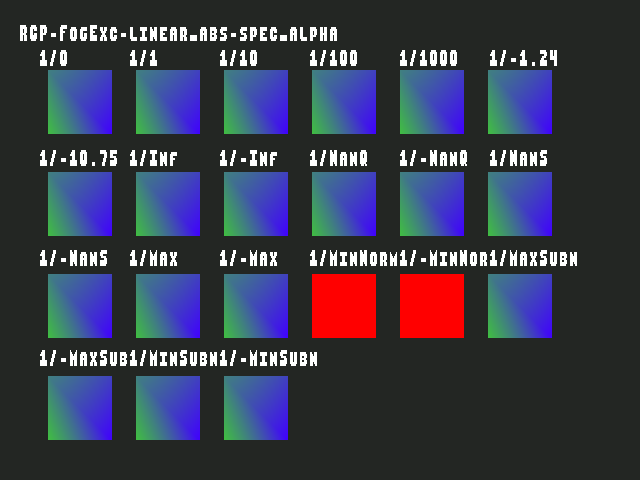 RCP-FogExc-linear_abs-spec_alpha
1/0 1/1 1/10 1/100 1/1000 1/-1.24
1/-10.75 1/Inf 1/-Inf 1/NanQ 1/-NanQ 1/NanS
1/-NanS 1/Max 1/-Max 1/MinNorm1/-MinNor1/MaxSubN
1/-MaxSub1/MinSubN1/-MinSubN